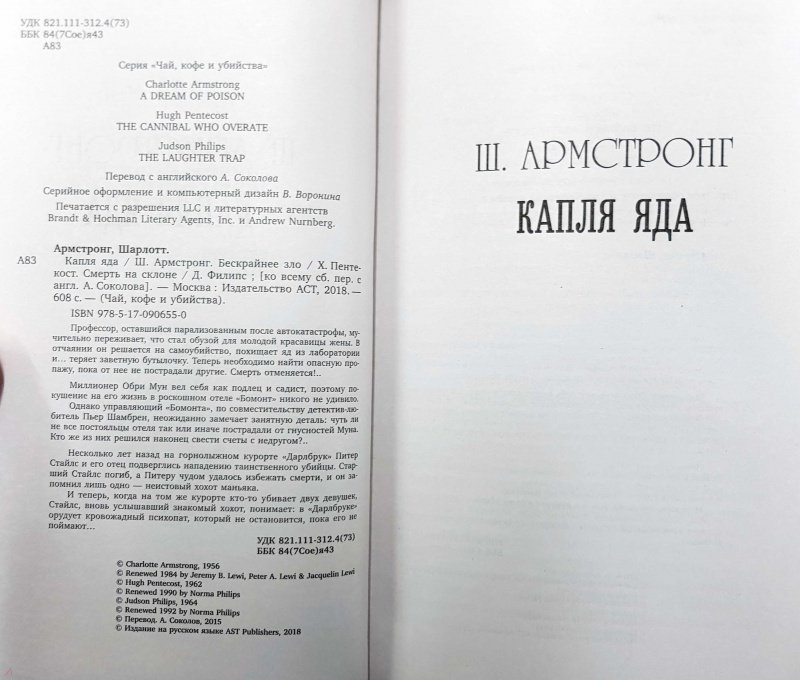 УДК 821.111-312.4(73)
ББК 84(7Сое)я43
А83
Серия «Чай, кофе и убийства»
Charlotte Armstrong
A DREAM OF POISON
Hugh Pentecost
THE CANNIBAL WHO OVERATE
Judson Philips
THE LAUGHTER TRAP
Перевод с английского А. Соколова
Серийное оформление и компьютерный дизайн В. Воронина
Печатается с разрешения LLC и литературных агентств
Brandt & Hochman Literary Agents, Inc. и Andrew Nurnberg.
Армстронг, Шарлотт.
А83 Капля яда / Ш. Армстронг. Бескрайнее зло / Х. Пенте-
кост. Смерть на склоне / Д. Филипс ; [ко всему сб. пер. с
англ. А. Соколова]. — Москва : Издательство АСТ, 2018. —
608 с. — (Чай, кофе и убийства).
ISBN 978-5-17-090655-0
Профессор, оставшийся парализованным после автокатастрофы, му-
чительно переживает, что стал обузой для молодой красавицы жены. В
отчаянии он решается на самоубийство, похищает яд из лаборатории
и... теряет заветную бутылочку. Теперь необходимо найти опасную про-
пажу, пока от нее не пострадали другие. Смерть отменяется!..
Миллионер Обри Мун вел себя как подлец и садист, поэтому по-
кушение на его жизнь в роскошном отеле «Бомонт» никого не удивило.
Однако управляющий «Бомонта», по совместительству детектив-лю-
битель Пьер Шамбрен, неожиданно замечает занятную деталь: чуть ли
не все постояльцы отеля так или иначе пострадали от гнусностей Муна.
Кто же из них решился наконец свести счеты с недругом?..
Несколько лет назад на горнолыжном курорте «Дарлбрук» Питер
Стайлс и его отец подверглись нападению таинственного убийцы. Стар-
ший Стайлс погиб, а Питеру чудом удалось избежать смерти, и он за-
помнил лишь одно — неистовый хохот маньяка.
И теперь, когда на том же курорте кто-то убивает двух девушек,
Стайлс, вновь услышавший знакомый хохот, понимает: в «Дарлбруке»
орудует кровожадный психопат, который не остановится, пока его не
поймают...
УДК 821.111-312.4(73)
ББК 84(7Сое)я43
© Charlotte Armstrong, 1956
© Renewed 1984 by Jeremy B. Lewi, Peter A. Lewi & Jacquelin Lewi
© Hugh Pentecost, 1962
© Renewed 1990 by Norma Philips
© Judson Philips, 1964
© Renewed 1992 by Norma Philips
© Перевод. А. Соколов, 2015
© Издание на русском языке AST Publishers, 2018
Ш. АРМСТРОНГ
КАПЛЯ ЯДА